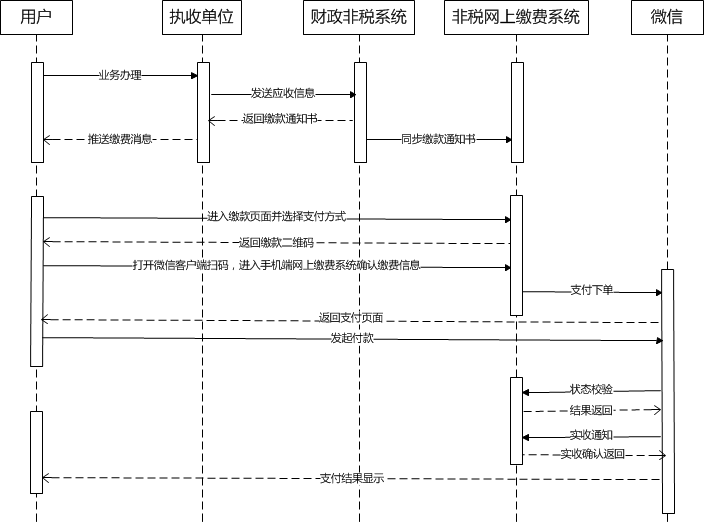 用户
执收单位
财政非税系统
非税网上缴费系统
微信
业务办理
发送应收信息
返回缴款通知书
推送缴费消息
同步缴款通知书
进入缴款页面并选择支付方式
返回缴款二维码
打开微信客户端扫码，进入手机端网上缴费系统确认缴费信息
支付下单
返回支付页面
发起付款
状态校验
结果返回
实收通知
实收确认返回
支付结果显示